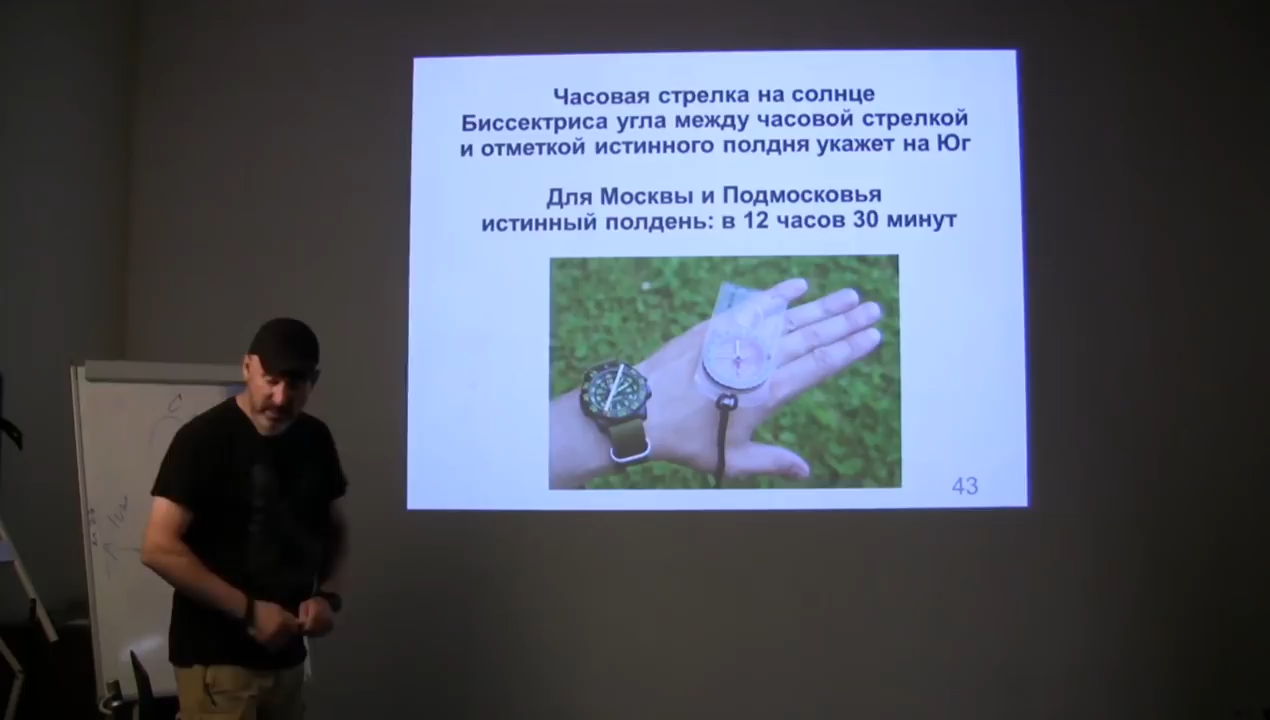 Часовая стрелка на солнце
Биссектриса угла между часовой стрелкой
и отметкой истинного полдня укажет на Юг
Для Москвы и Подмосковья
истинный полдень: в 12 часов 30 минут
43